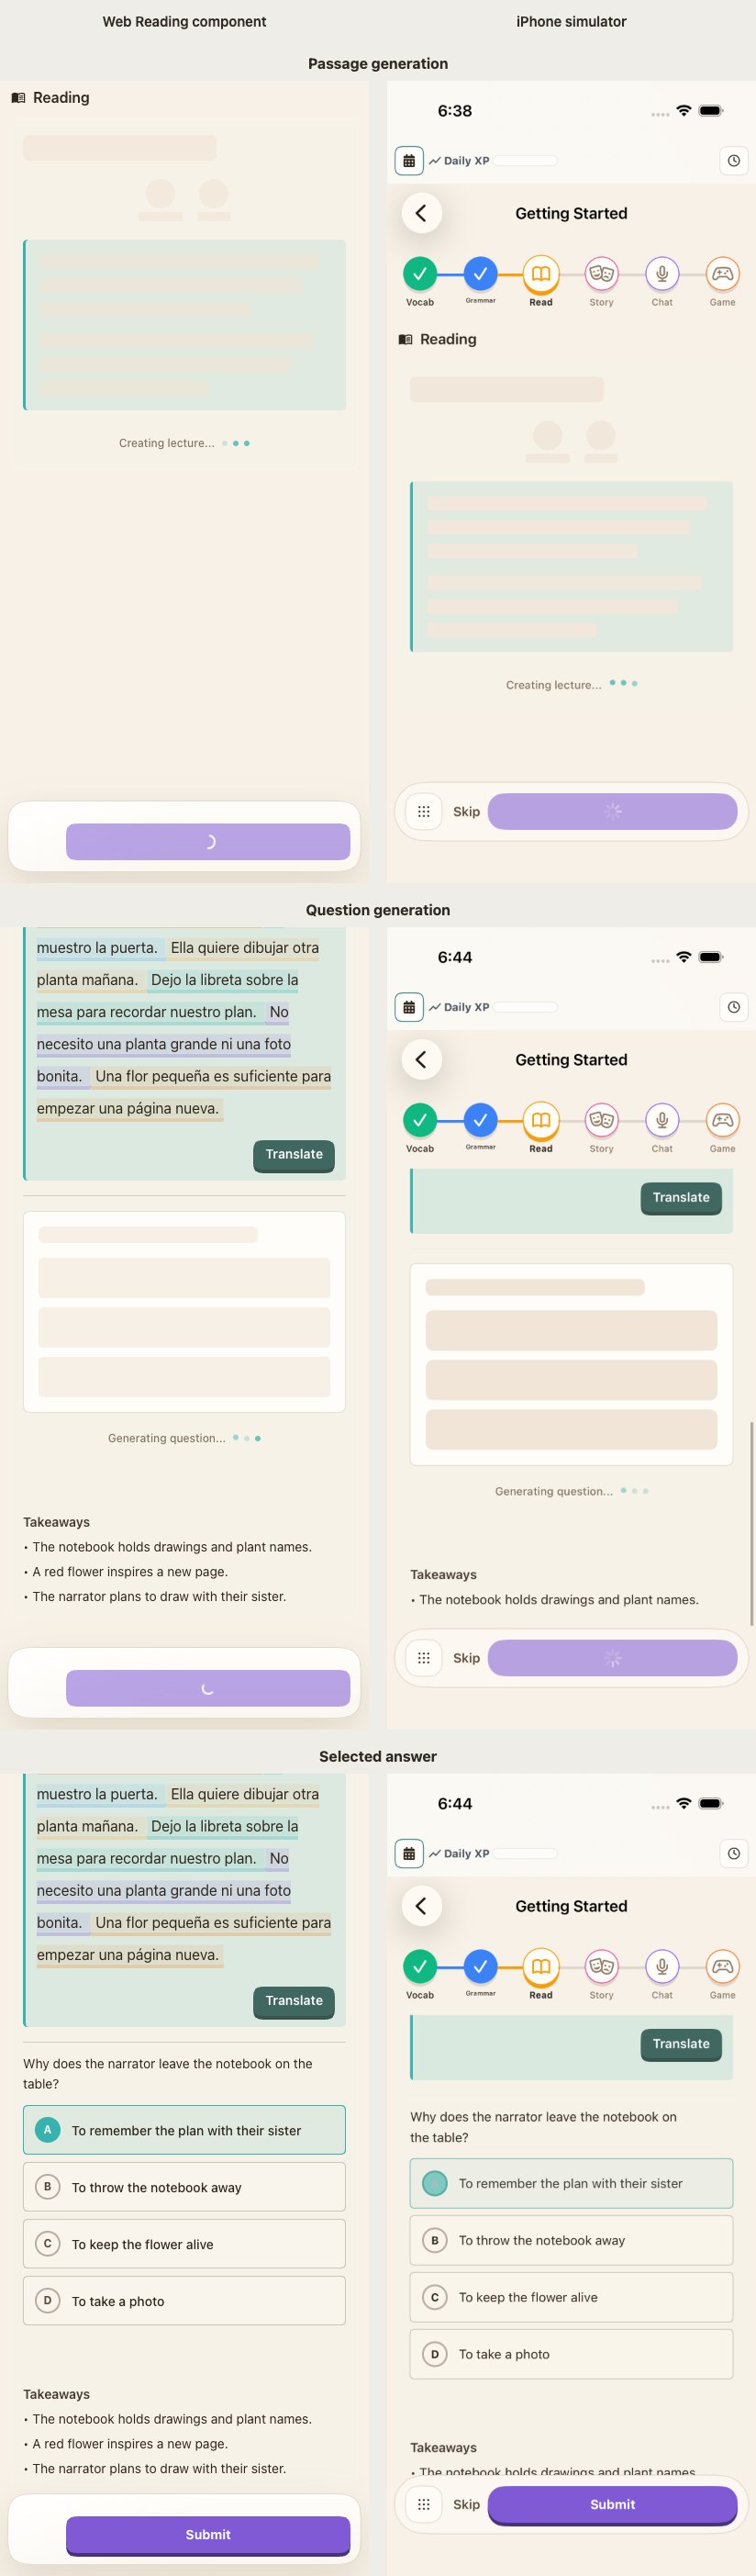 Web Reading component
iPhone simulator
Passage generation
Reading
Creating lecture...
6:38
Daily XP
Getting Started
Vocab
Grammar
Read
Story
Chat
Game
Reading
Creating lecture...
Skip
Question generation
muestro la puerta. Ella quiere dibujar otra
planta mañana. Dejo la libreta sobre la
mesa para recordar nuestro plan. No
necesito una planta grande ni una foto
bonita. Una flor pequeña es suficiente para
empezar una página nueva.
Translate
Generating question...
Takeaways
• The notebook holds drawings and plant names.
• A red flower inspires a new page.
• The narrator plans to draw with their sister.
6:44
Daily XP
Getting Started
Vocab
Grammar
Read
Story
Chat
Game
Translate
Generating question...
Takeaways
• The notebook holds drawings and plant names.
Skip
Selected answer
muestro la puerta. Ella quiere dibujar otra
planta mañana. Dejo la libreta sobre la
mesa para recordar nuestro plan. No
necesito una planta grande ni una foto
bonita. Una flor pequeña es suficiente para
empezar una página nueva.
Translate
Why does the narrator leave the notebook on the
table?
A To remember the plan with their sister
B To throw the notebook away
C To keep the flower alive
D To take a photo
Takeaways
• The notebook holds drawings and plant names.
• A red flower inspires a new page.
• The narrator plans to draw with their sister.
Submit
6:44
Daily XP
Getting Started
Vocab
Grammar
Read
Story
Chat
Game
Translate
Why does the narrator leave the notebook on
the table?
To remember the plan with their sister
B To throw the notebook away
C To keep the flower alive
D To take a photo
Takeaways
• The notebook holds drawings and plant names.
Skip
Submit